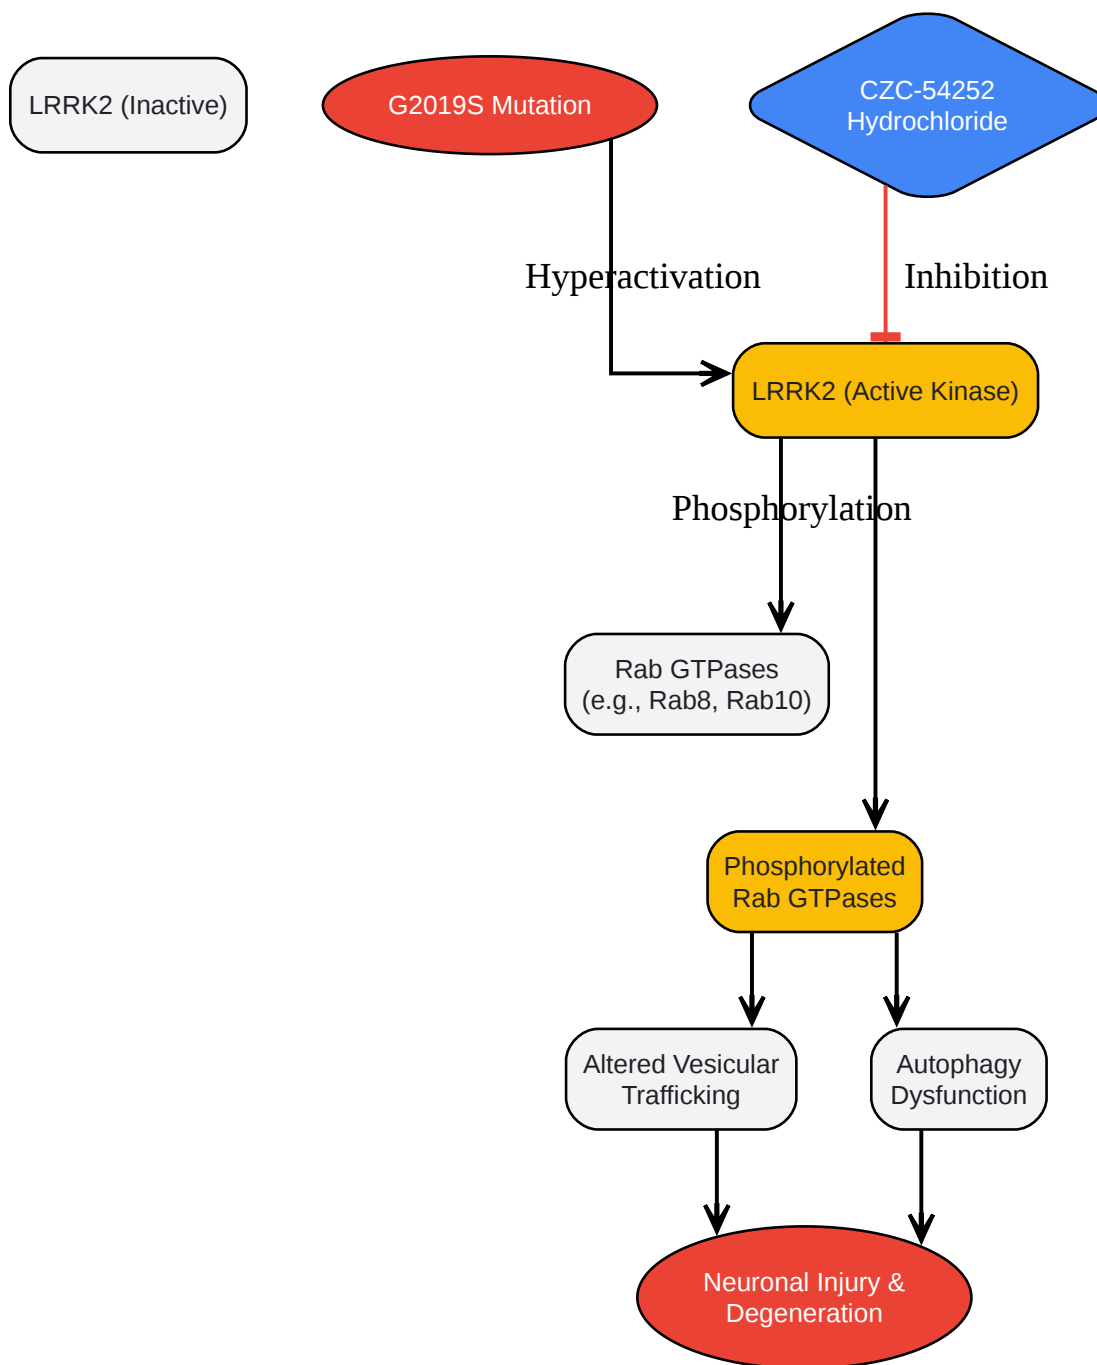 LRRK2 (Inactive)
G2019S Mutation
CZC-54252
Hydrochloride
Hyperactivation
Inhibition
LRRK2 (Active Kinase)
Phosphorylation
Rab GTPases
(e.g., Rab8, Rab10)
Phosphorylated
Rab GTPases
Altered Vesicular
Trafficking
Autophagy
Dysfunction
Neuronal Injury &
Degeneration